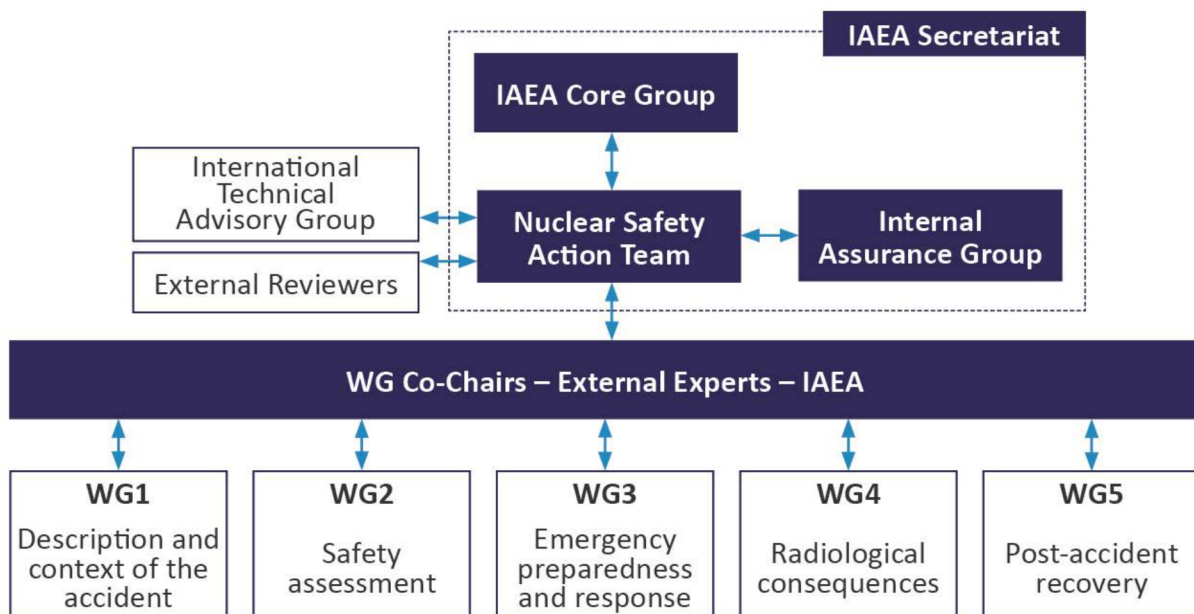 IAEA Secretariat
IAEA Core Group
International
Technical
Advisory Group
Nuclear Safety
Action Team
Internal
Assurance Group
External Reviewers
WG Co-Chairs – External Experts – IAEA
WG1
Description and
context of the
accident
WG2
Safety
assessment
WG3
Emergency
preparedness
and response
WG4
Radiological
consequences
WG5
Post-accident
recovery